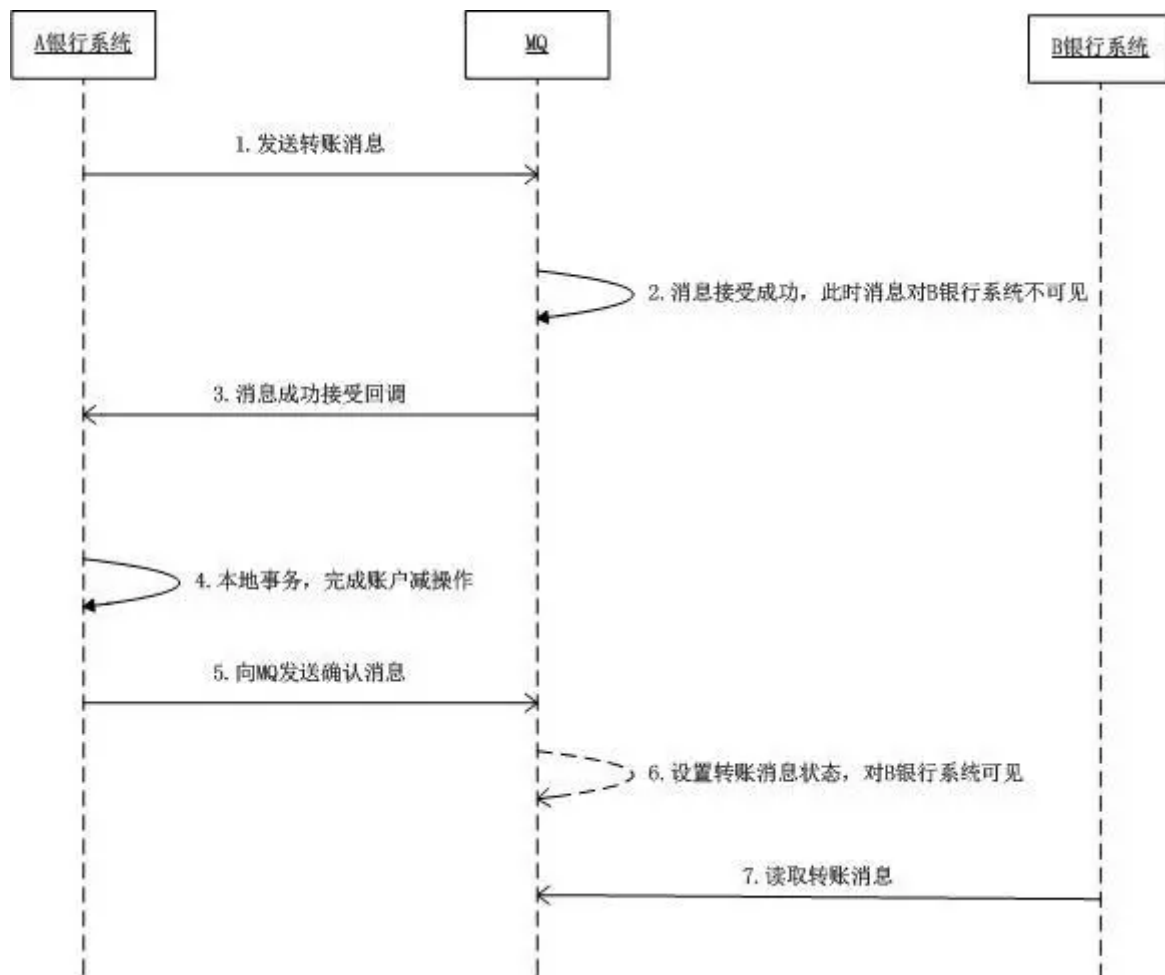 A银行系统
MQ
B银行系统
1.发送转账消息
2.消息接受成功，此时消息对B银行系统不可见
3.消息成功接受回调
4.本地事务，完成账户减操作
5.向MQ发送确认消息
6.设置转账消息状态，对B银行系统可见
7.读取转账消息